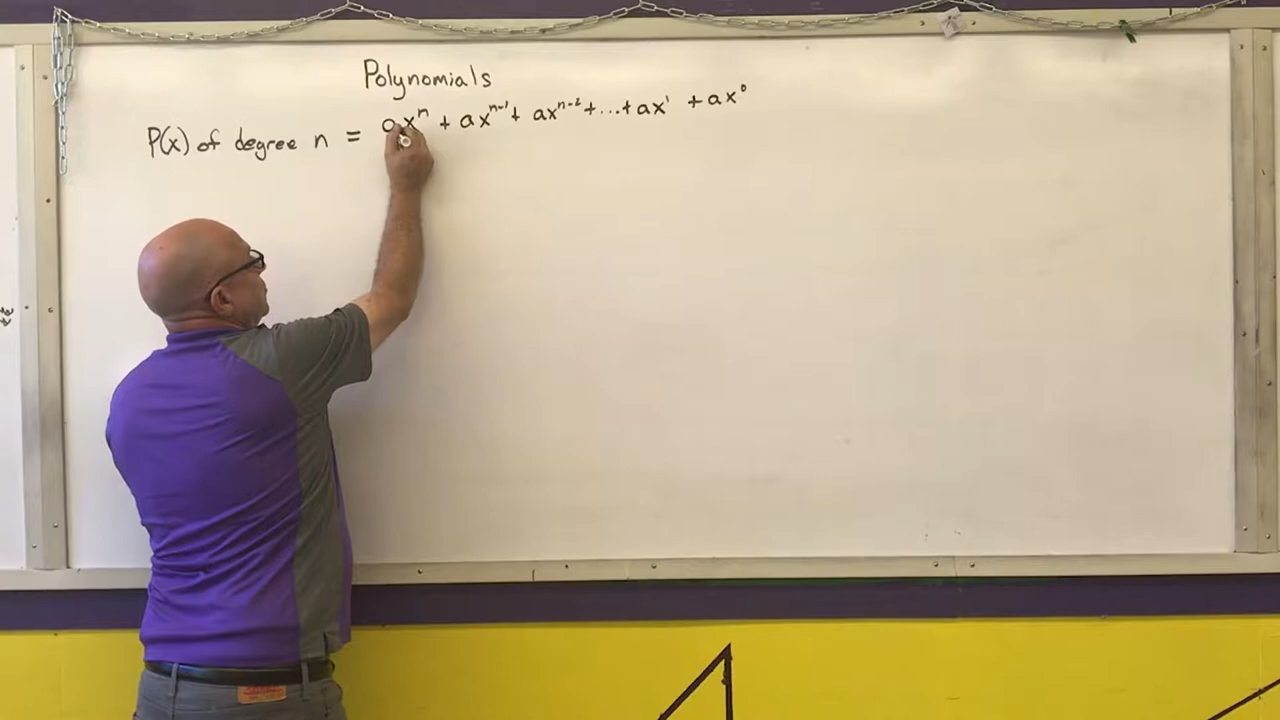 Polynomials
P(x) of degree n = ax^n + ax^(n-1) + ax^(n-2) + ... + ax^1 + ax^0